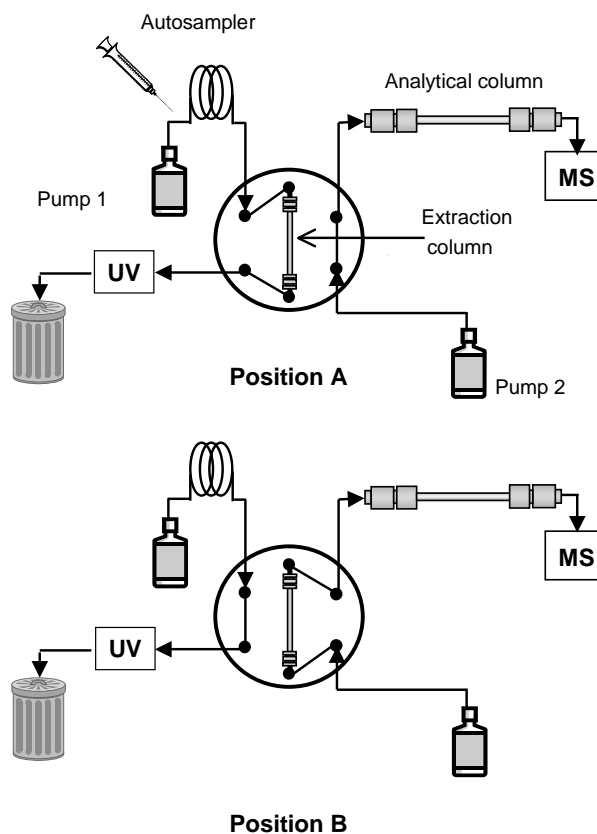 Autosampler
Analytical column
MS
Pump 1
Extraction
column
UV
Position A
Pump 2
MS
UV
Position B